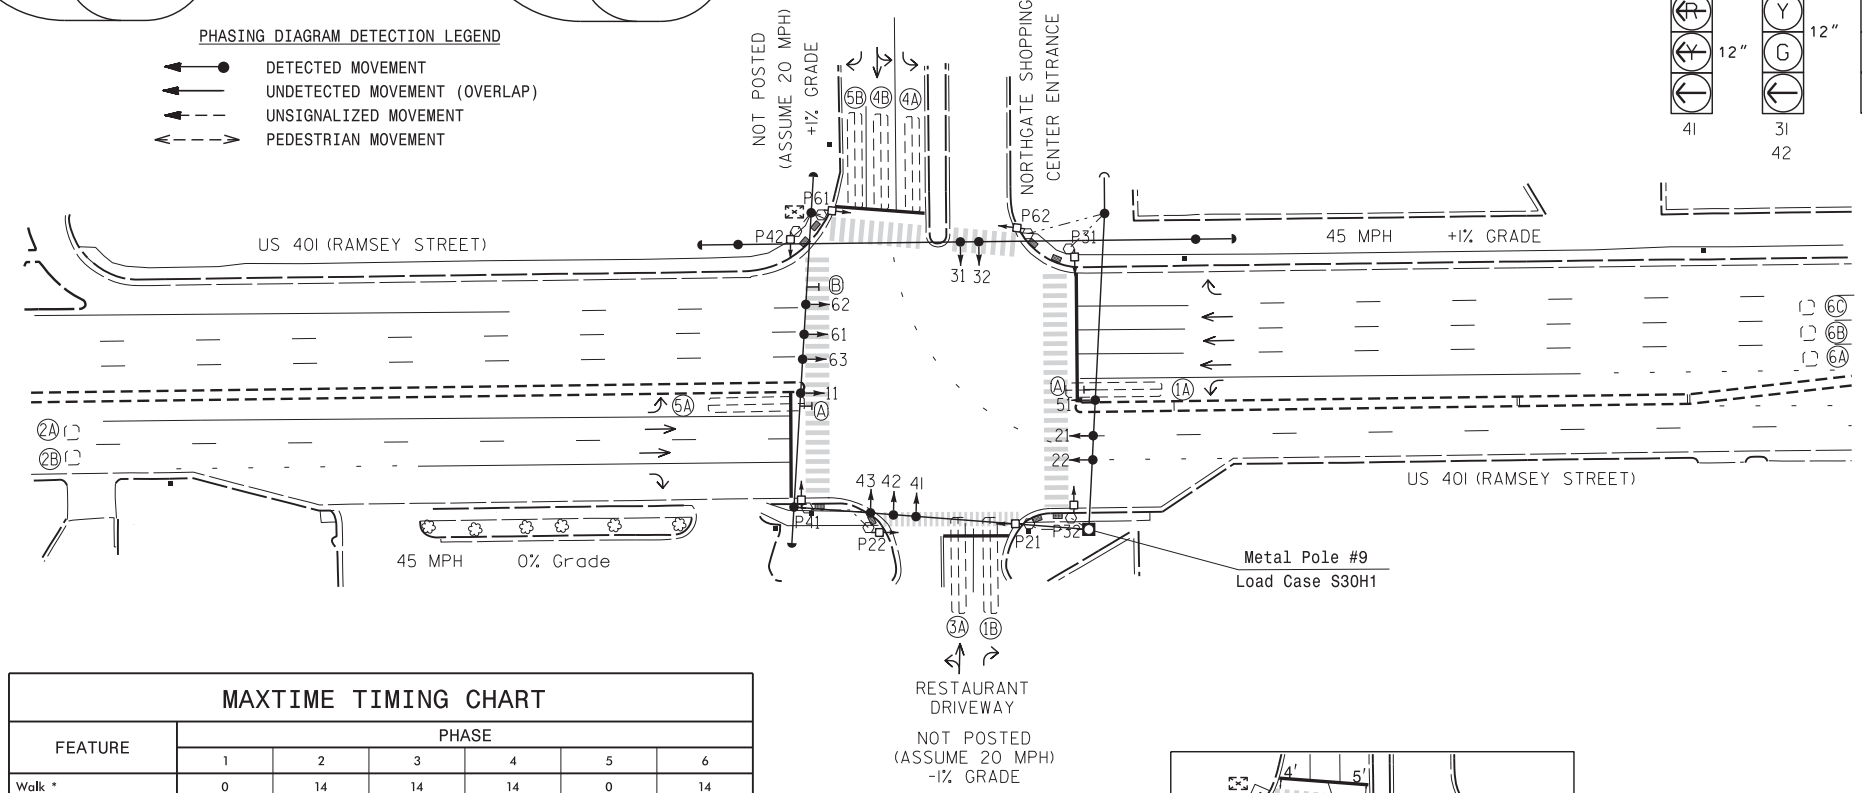 PHASING DIAGRAM DETECTION LEGEND
DETECTED MOVEMENT
UNDETECTED MOVEMENT (OVERLAP)
UNSIGNALIZED MOVEMENT
PEDESTRIAN MOVEMENT
NOT POSTED
(ASSUME 20 MPH)
+1% GRADE
NORTHGATE SHOPPING
CENTER ENTRANCE
5B 4B 4A
R Y
12" 12"
Y G
41 31
42
P61 P62
P42 P31
US 401 (RAMSEY STREET)
45 MPH +1% GRADE
31 32
B
62
61
63
11
A
5A
2A
2B
6C
6B
6A
A 1A
51
21
22
US 401 (RAMSEY STREET)
43 42 41
P41 P22 P21 P32
45 MPH 0% Grade
Metal Pole #9
Load Case S30H1
3A 1B
RESTAURANT
DRIVEWAY
NOT POSTED
(ASSUME 20 MPH)
-1% GRADE
MAXTIME TIMING CHART
FEATURE PHASE
1 2 3 4 5 6
Walk * 0 14 14 14 0 14
4' 5'